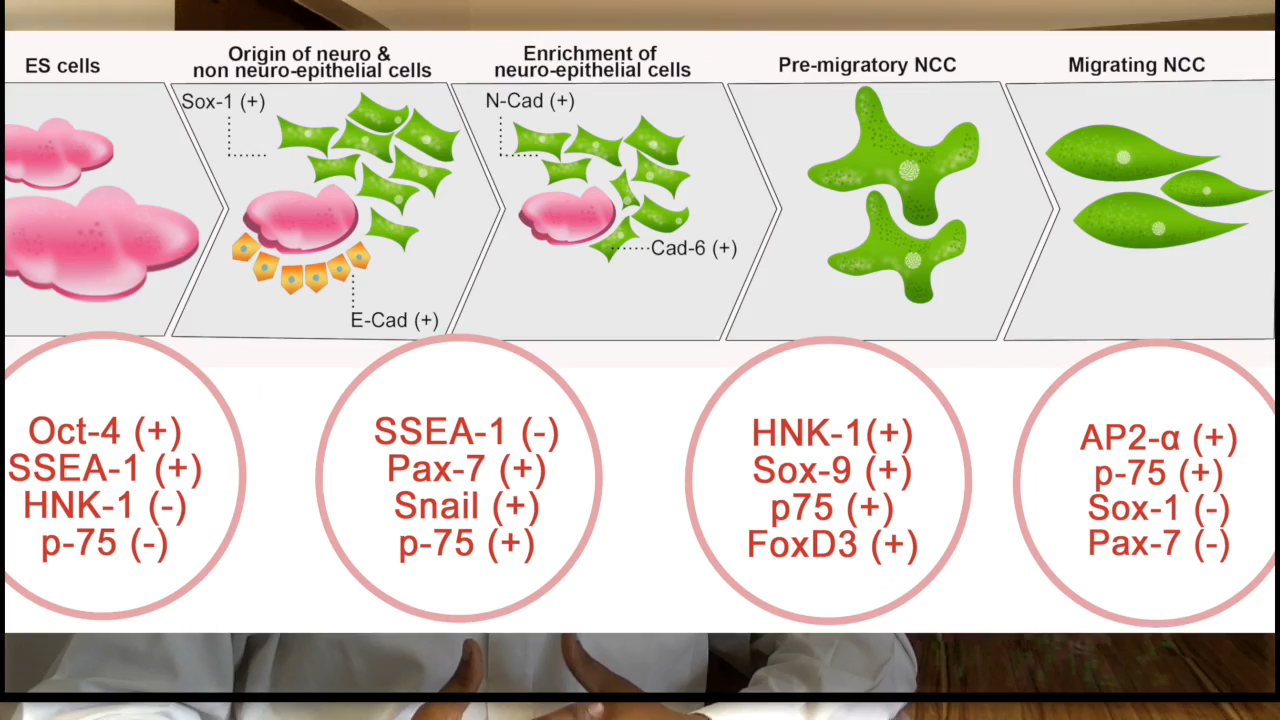 ES cells
Origin of neuro &
non neuro-epithelial cells
Enrichment of
neuro-epithelial cells
Pre-migratory NCC
Migrating NCC
Sox-1 (+)
E-Cad (+)
N-Cad (+)
Cad-6 (+)
Oct-4 (+)
SSEA-1 (+)
HNK-1 (-)
p-75 (-)
SSEA-1 (-)
Pax-7 (+)
Snail (+)
p-75 (+)
HNK-1(+)
Sox-9 (+)
p75 (+)
FoxD3 (+)
AP2-α (+)
p-75 (+)
Sox-1 (-)
Pax-7 (-)